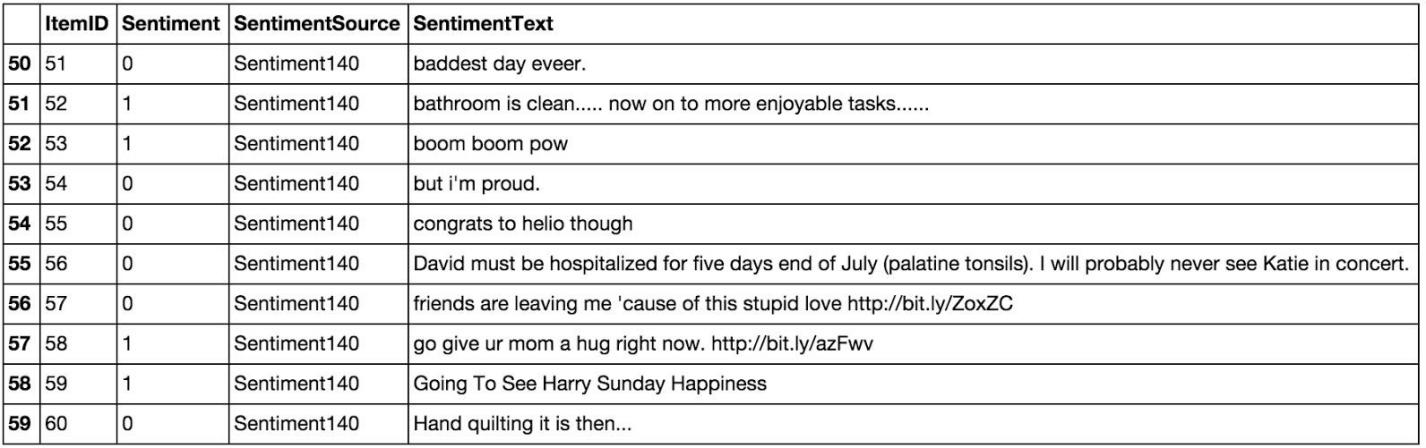 ItemID Sentiment SentimentSource SentimentText
50 51 0 Sentiment140 baddest day eveer.
51 52 1 Sentiment140 bathroom is clean..... now on to more enjoyable tasks......
52 53 1 Sentiment140 boom boom pow
53 54 0 Sentiment140 but i'm proud.
54 55 0 Sentiment140 congrats to helio though
55 56 0 Sentiment140 David must be hospitalized for five days end of July (palatine tonsils). I will probably never see Katie in concert.
56 57 0 Sentiment140 friends are leaving me 'cause of this stupid love http://bit.ly/ZoxZC
57 58 1 Sentiment140 go give ur mom a hug right now. http://bit.ly/azFwv
58 59 1 Sentiment140 Going To See Harry Sunday Happiness
59 60 0 Sentiment140 Hand quilting it is then...